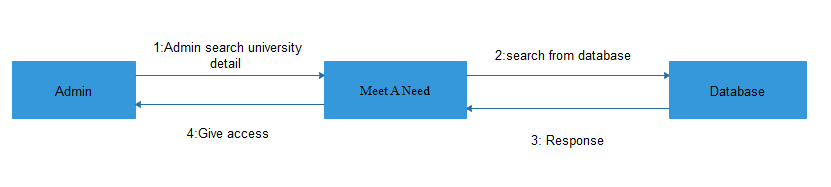 1:Admin search university
detail
2:search from database
Admin
Meet A Need
Database
4:Give access
3: Response